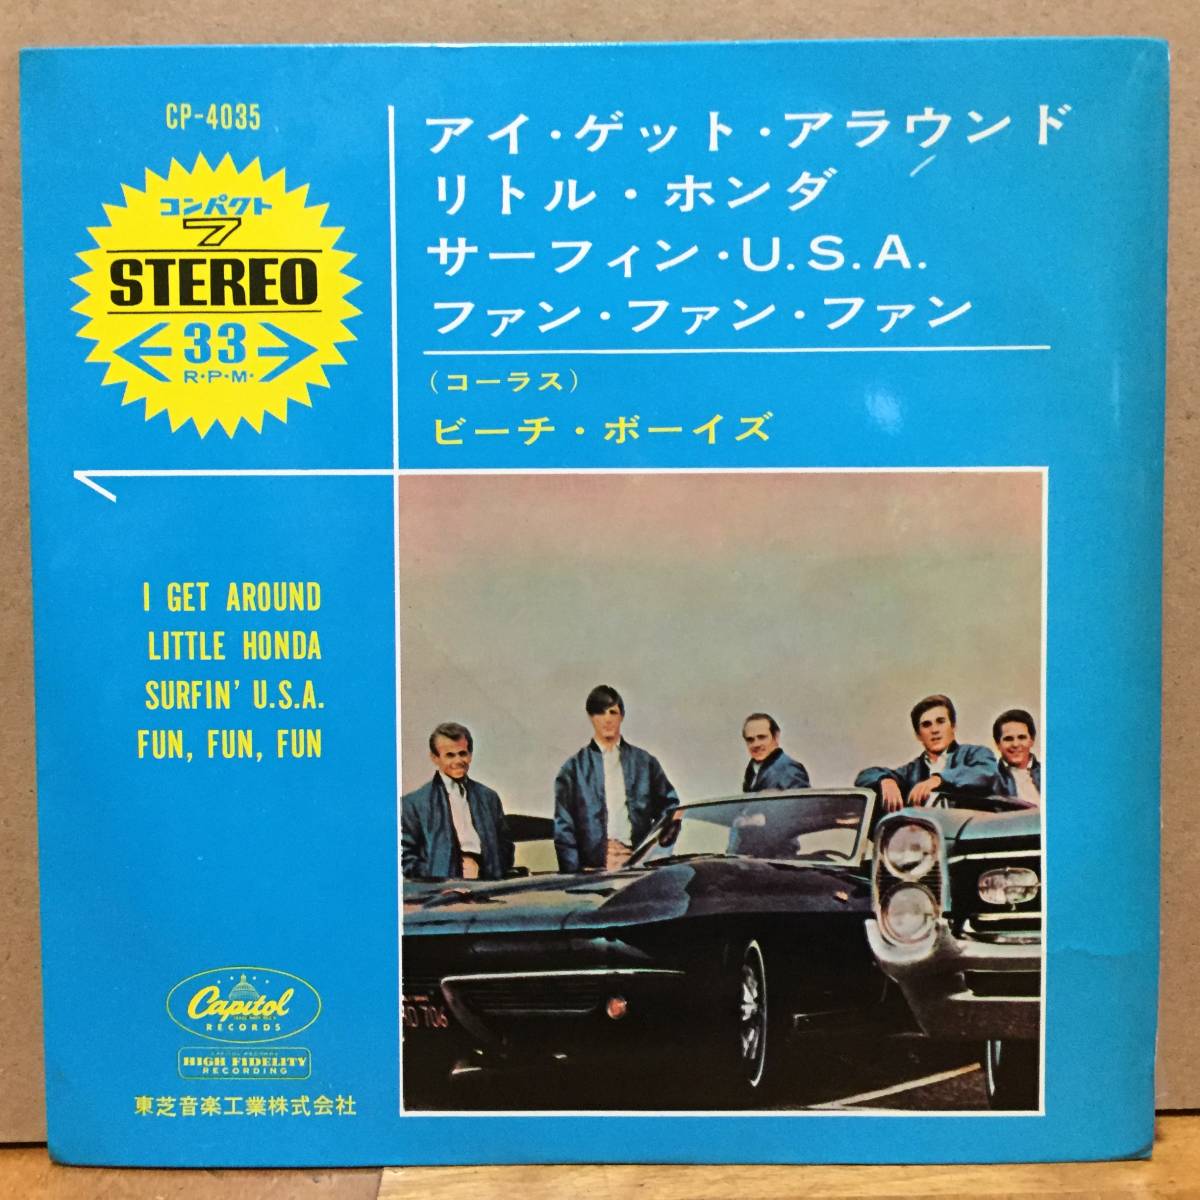 CP-4035
コンパクト
7
STEREO
33
R・P・M・
アイ・ゲット・アラウンド
リトル・ホンダ
サーフィン・U.S.A.
ファン・ファン・ファン
(コーラス)
ビーチ・ボーイズ
I GET AROUND
LITTLE HONDA
SURFIN' U.S.A.
FUN, FUN, FUN
Capitol
RECORDS
HIGH FIDELITY
RECORDING
東芝音楽工業株式会社